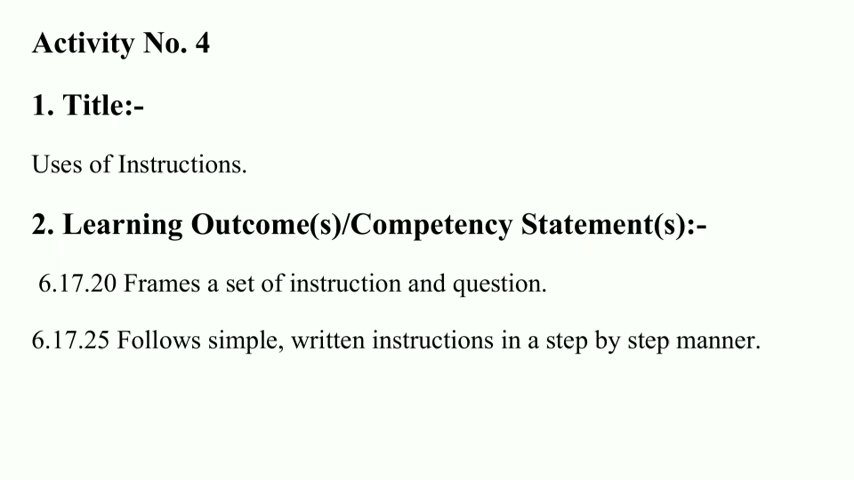 Activity No. 4
1. Title:-
Uses of Instructions.
2. Learning Outcome(s)/Competency Statement(s):-
6.17.20 Frames a set of instruction and question.
6.17.25 Follows simple, written instructions in a step by step manner.